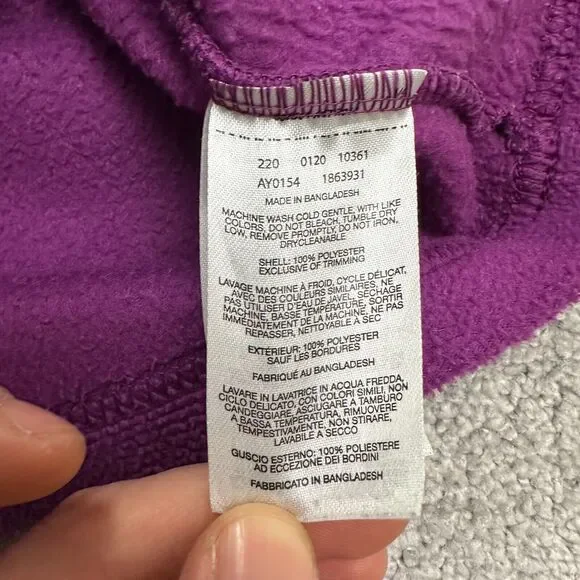 220 0120 10361
AY0154 1863931
MADE IN BANGLADESH
MACHINE WASH COLD GENTLE, WITH LIKE
COLORS, DO NOT BLEACH, TUMBLE DRY
LOW, REMOVE PROMPTLY, DO NOT IRON,
DRYCLEANABLE
SHELL: 100% POLYESTER
EXCLUSIVE OF TRIMMING
LAVAGE MACHINE À FROID, CYCLE DÉLICAT,
AVEC DES COULEURS SIMILAIRES, NE
PAS UTILISER D'EAU DE JAVEL, SÉCHAGE
MACHINE, BASSE TEMPÉRATURE, SORTIR
IMMÉDIATEMENT DE LA MACHINE, NE PAS
REPASSER, NETTOYABLE À SEC
EXTÉRIEUR: 100% POLYESTER
SAUF LES BORDURES
FABRIQUÉ AU BANGLADESH
LAVARE IN LAVATRICE IN ACQUA FREDDA,
CICLO DELICATO, CON COLORI SIMILI, NON
CANDEGGIARE, ASCIUGARE A TAMBURO
A BASSA TEMPERATURA, RIMUOVERE
TEMPESTIVAMENTE, NON STIRARE,
LAVABILE A SECCO
GUSCIO ESTERNO: 100% POLIESTERE
AD ECCEZIONE DEI BORDINI
FABBRICATO IN BANGLADESH